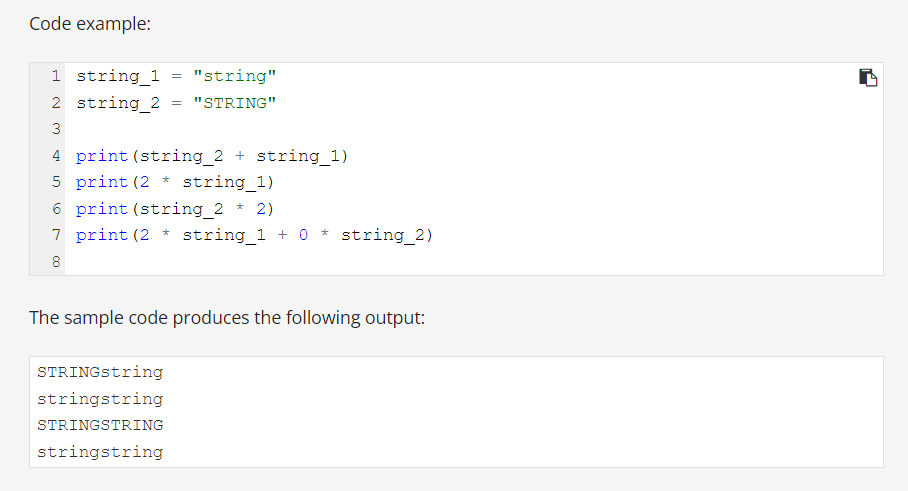 Code example:
1 string_1 = "string"
2 string_2 = "STRING"
3
4 print(string_2 + string_1)
5 print(2 * string_1)
6 print(string_2 * 2)
7 print(2 * string_1 + 0 * string_2)
8
The sample code produces the following output:
STRINGstring
stringstring
STRINGSTRING
stringstring